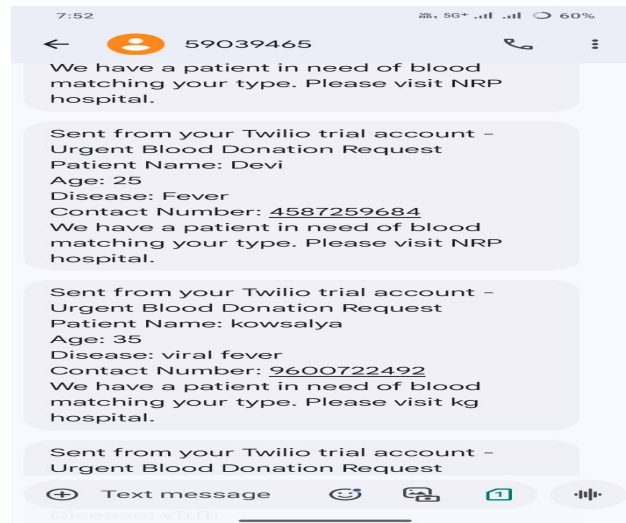 7:52
5G+ 60%
59039465
We have a patient in need of blood
matching your type. Please visit NRP
hospital.
Sent from your Twilio trial account -
Urgent Blood Donation Request
Patient Name: Devi
Age: 25
Disease: Fever
Contact Number: 4587259684
We have a patient in need of blood
matching your type. Please visit NRP
hospital.
Sent from your Twilio trial account -
Urgent Blood Donation Request
Patient Name: kowsalya
Age: 35
Disease: viral fever
Contact Number: 9600722492
We have a patient in need of blood
matching your type. Please visit kg
hospital.
Sent from your Twilio trial account -
Urgent Blood Donation Request
Text message
1
Disease: